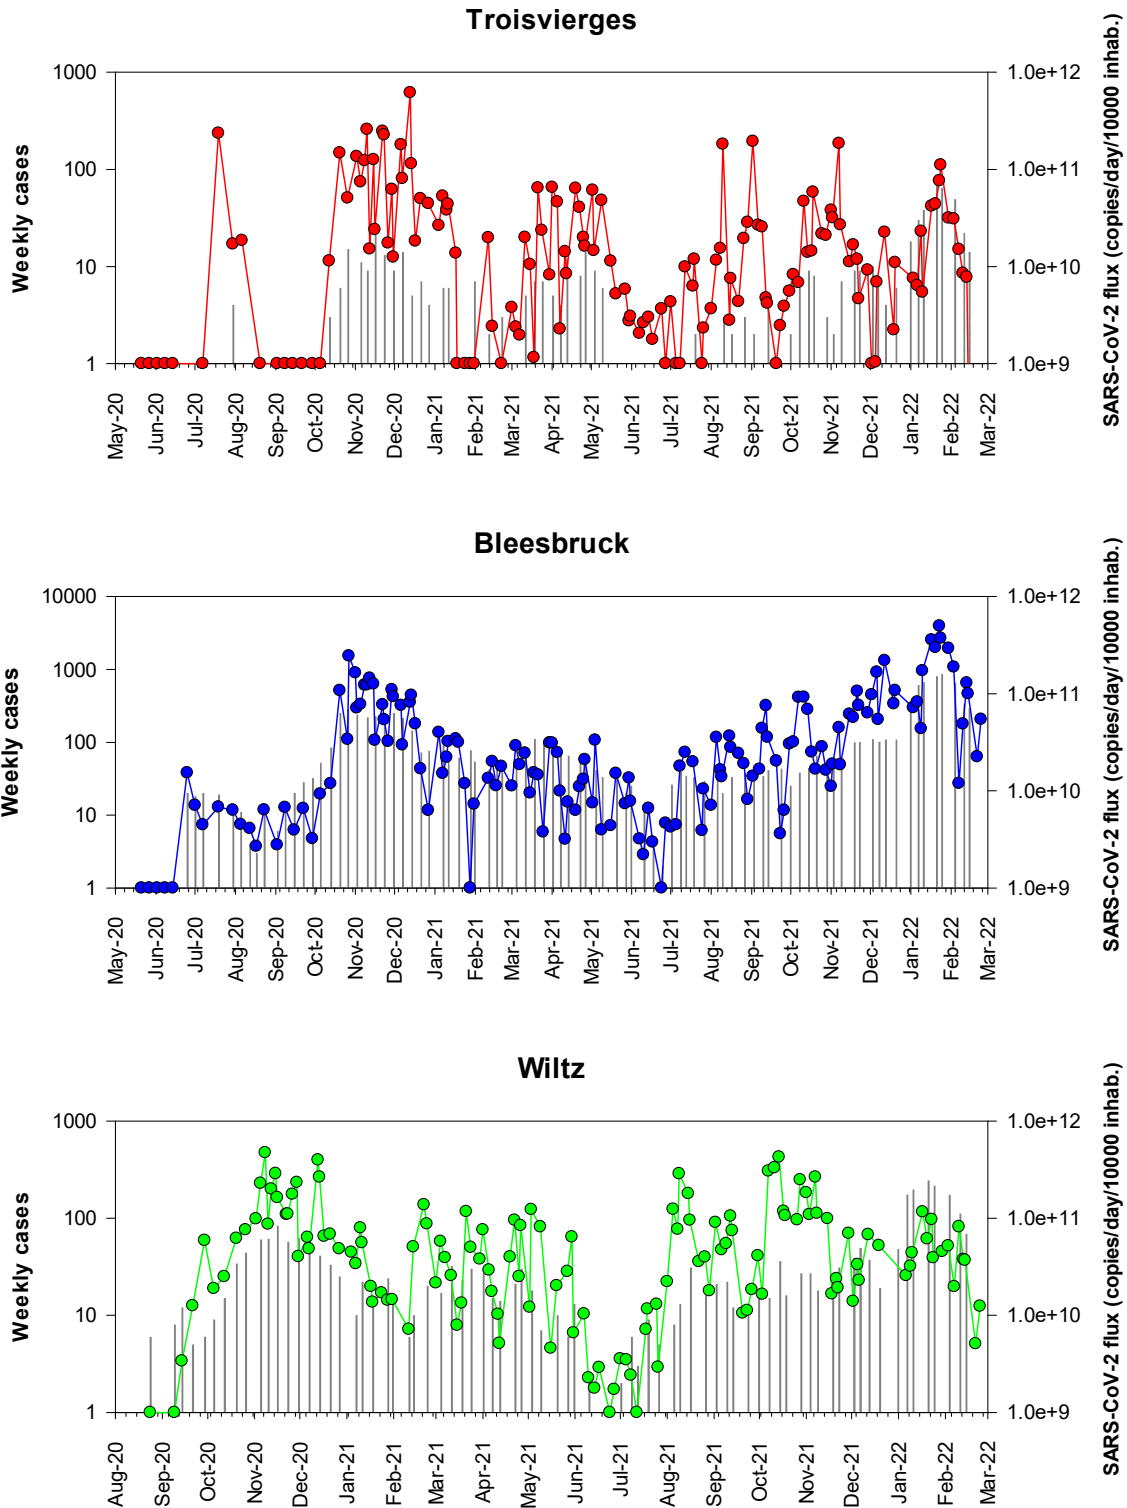 Troisvierges
Weekly cases
SARS-CoV-2 flux (copies/day/10000 inhab.)
1000
100
10
1
1.0e+12
1.0e+11
1.0e+10
1.0e+9
May-20 Jun-20 Jul-20 Aug-20 Sep-20 Oct-20 Nov-20 Dec-20 Jan-21 Feb-21 Mar-21 Apr-21 May-21 Jun-21 Jul-21 Aug-21 Sep-21 Oct-21 Nov-21 Dec-21 Jan-22 Feb-22 Mar-22
Bleesbruck
Weekly cases
SARS-CoV-2 flux (copies/day/10000 inhab.)
10000
1000
100
10
1
1.0e+12
1.0e+11
1.0e+10
1.0e+9
May-20 Jun-20 Jul-20 Aug-20 Sep-20 Oct-20 Nov-20 Dec-20 Jan-21 Feb-21 Mar-21 Apr-21 May-21 Jun-21 Jul-21 Aug-21 Sep-21 Oct-21 Nov-21 Dec-21 Jan-22 Feb-22 Mar-22
Wiltz
Weekly cases
SARS-CoV-2 flux (copies/day/10000 inhab.)
1000
100
10
1
1.0e+12
1.0e+11
1.0e+10
1.0e+9
Aug-20 Sep-20 Oct-20 Nov-20 Dec-20 Jan-21 Feb-21 Mar-21 Apr-21 May-21 Jun-21 Jul-21 Aug-21 Sep-21 Oct-21 Nov-21 Dec-21 Jan-22 Feb-22 Mar-22